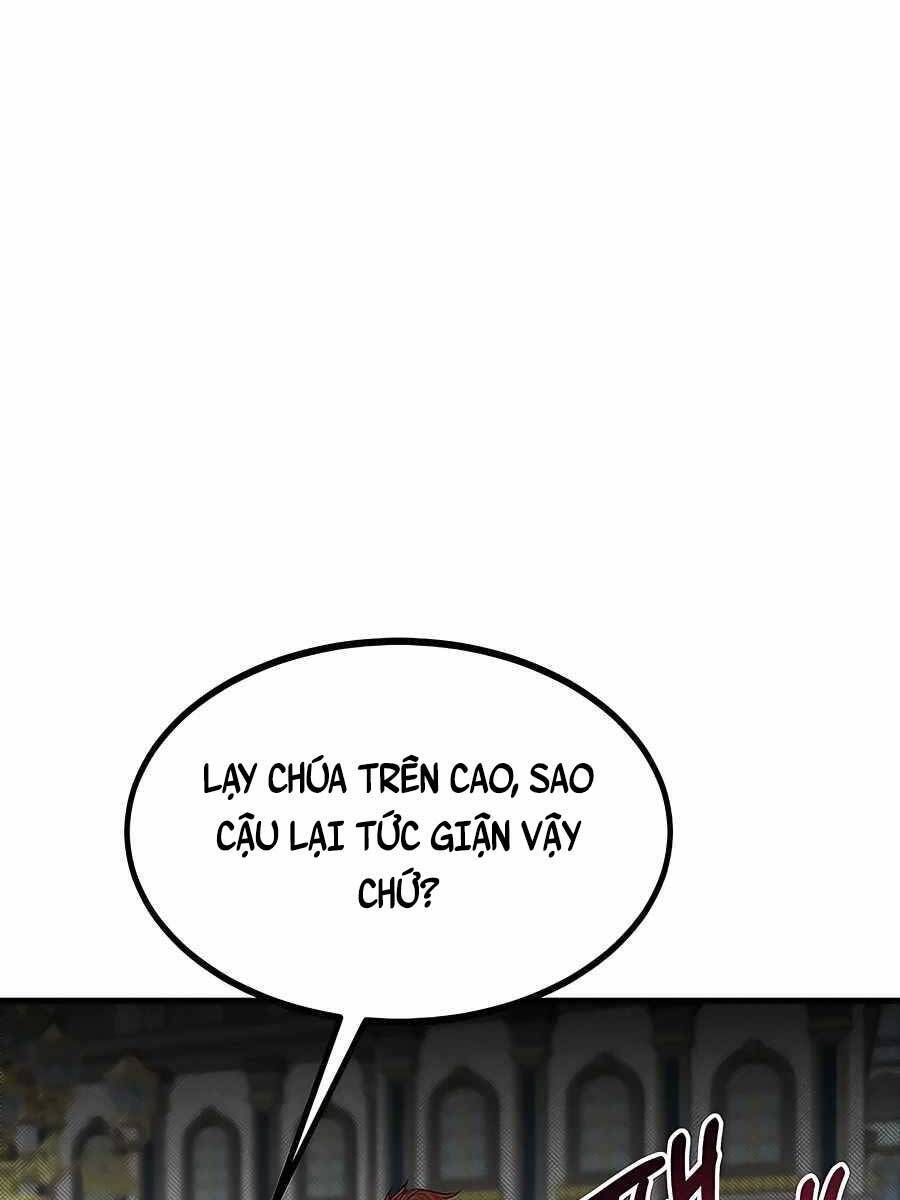 LẠY CHÚA TRÊN CAO, SAO
CẬU LẠI TỨC GIẬN VẬY
CHỨ?